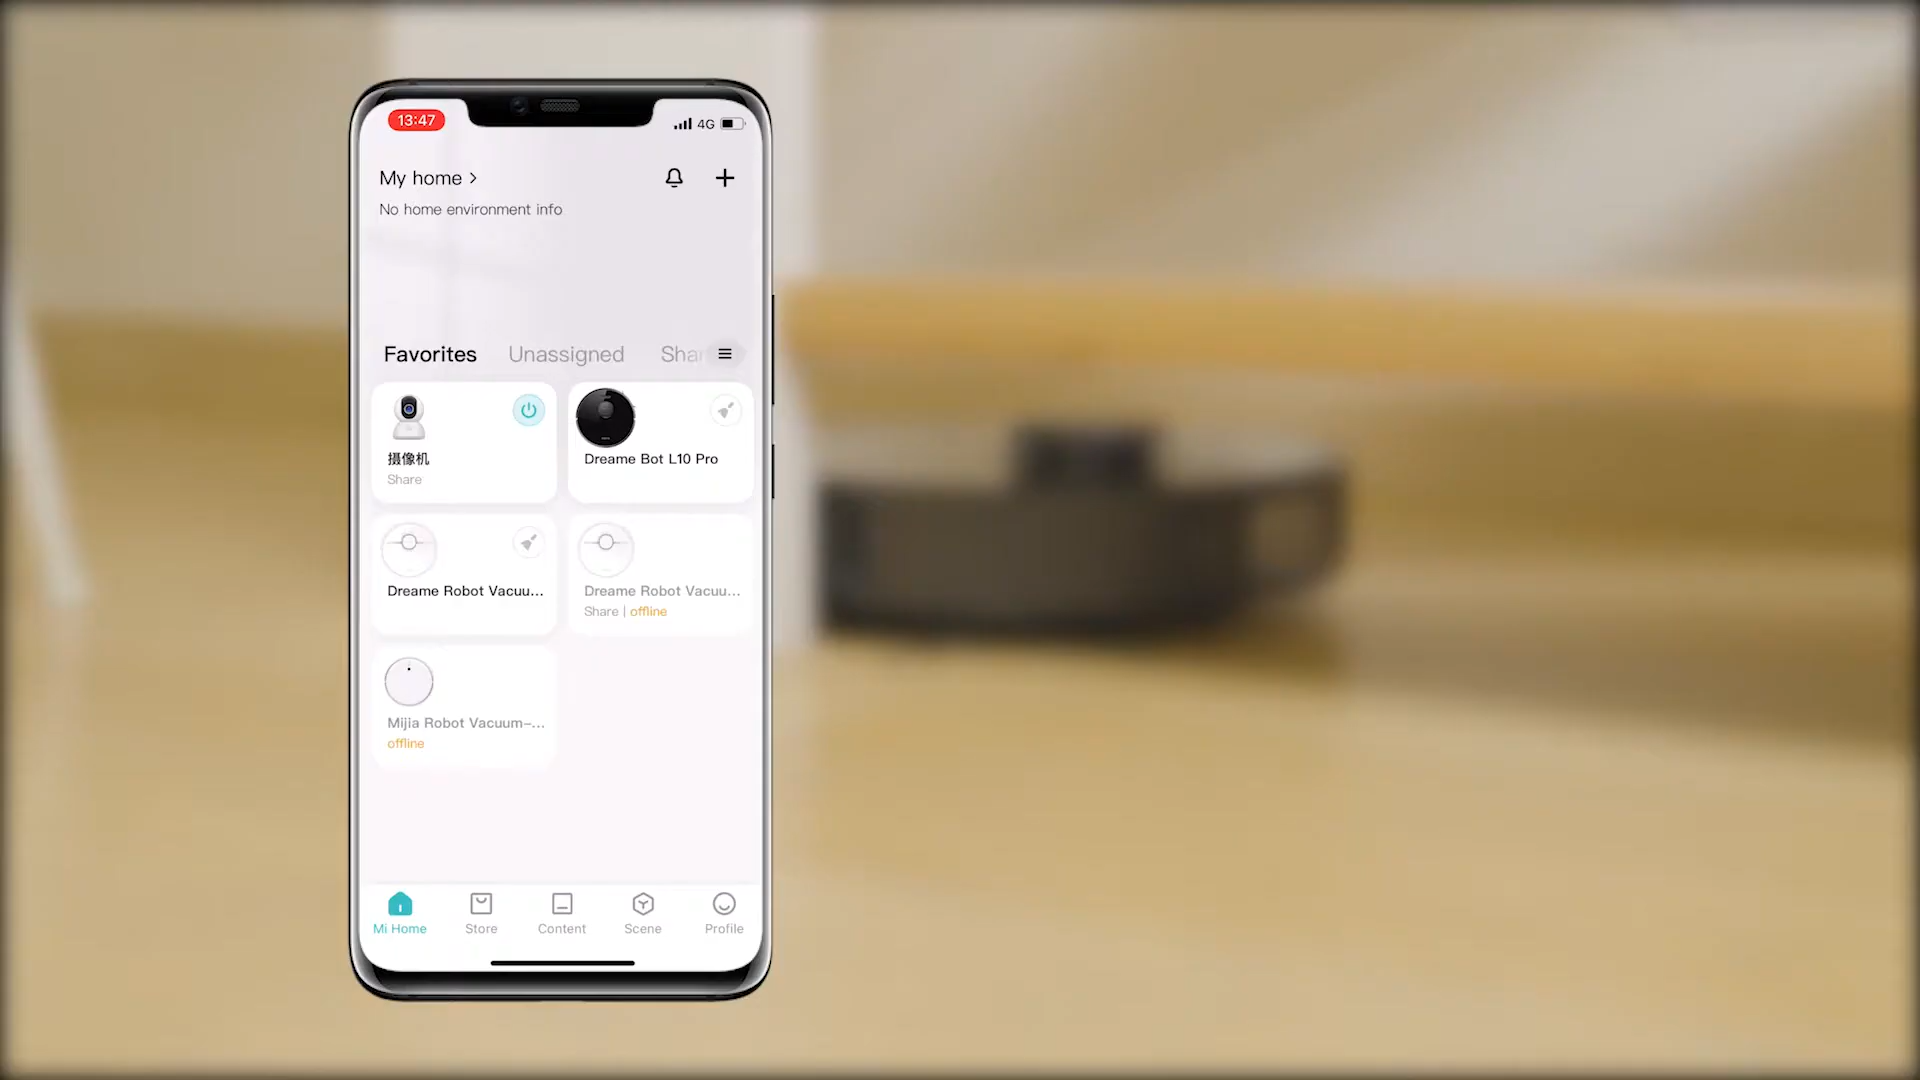 13:47
4G
My home >
No home environment info
Favorites Unassigned Shar
摄像机
Share
Dreame Bot L10 Pro
Dreame Robot Vacuu...
Dreame Robot Vacuu...
Share | offline
Mijia Robot Vacuum-...
offline
Mi Home Store Content Scene Profile